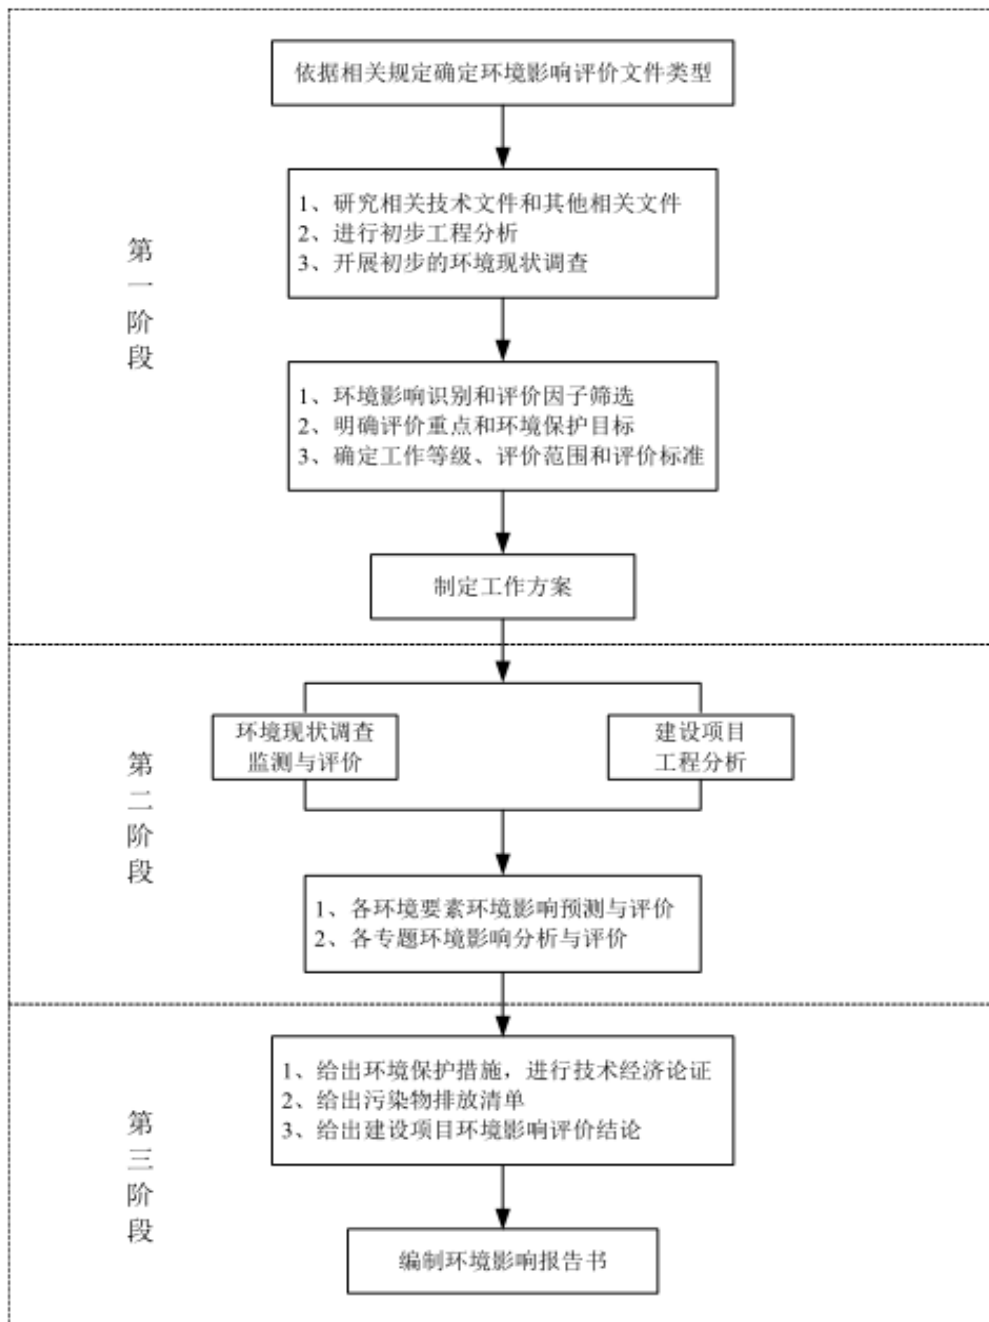 依据相关规定确定环境影响评价文件类型
1、研究相关技术文件和其他相关文件
2、进行初步工程分析
3、开展初步的环境现状调查
第一阶段
1、环境影响识别和评价因子筛选
2、明确评价重点和环境保护目标
3、确定工作等级、评价范围和评价标准
制定工作方案
环境现状调查
监测与评价
建设项目
工程分析
第二阶段
1、各环境要素环境影响预测与评价
2、各专题环境影响分析与评价
1、给出环境保护措施，进行技术经济论证
2、给出污染物排放清单
3、给出建设项目环境影响评价结论
第三阶段
编制环境影响报告书